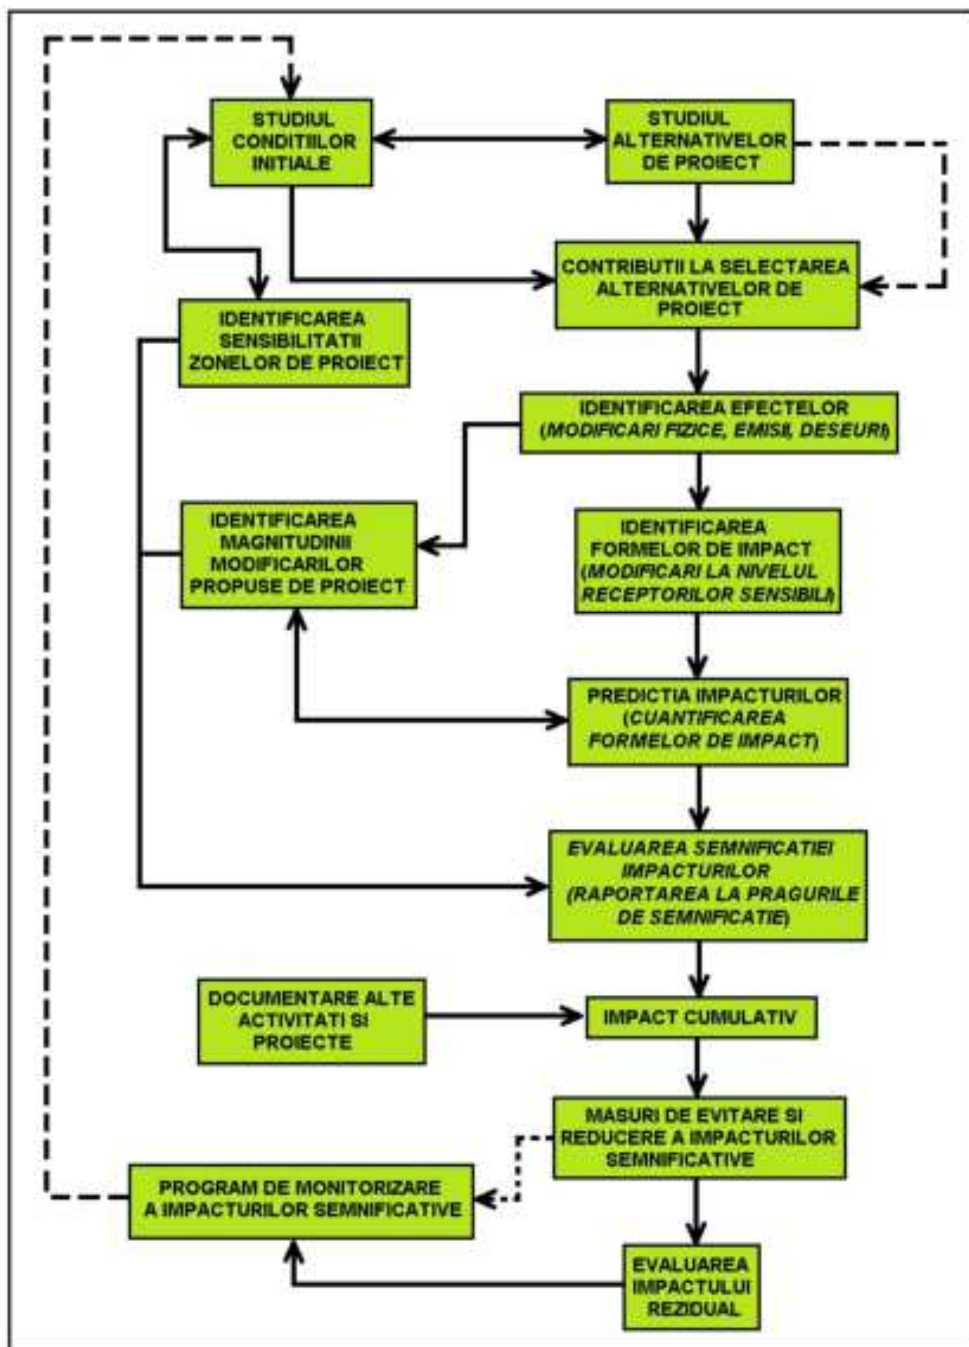 STUDIUL
CONDITIILOR
INITIALE
STUDIUL
ALTERNATIVELOR
DE PROIECT
CONTRIBUTII LA SELECTAREA
ALTERNATIVELOR DE
PROIECT
IDENTIFICAREA
SENSIBILITATII
ZONELOR DE PROIECT
IDENTIFICAREA EFECTELOR
(MODIFICARI FIZICE, EMISII, DESEURI)
IDENTIFICAREA
MAGNITUDINII
MODIFICARILOR
PROPUSE DE PROIECT
IDENTIFICAREA
FORMELOR DE IMPACT
(MODIFICARI LA NIVELUL
RECEPTORILOR SENSIBILI)
PREDICTIA IMPACTURILOR
(CUANTIFICAREA
FORMELOR DE IMPACT)
EVALUAREA SEMNIFICATIEI
IMPACTURILOR
(RAPORTAREA LA PRAGURILE
DE SEMNIFICATIE)
DOCUMENTARE ALTE
ACTIVITATI SI
PROIECTE
IMPACT CUMULATIV
MASURI DE EVITARE SI
REDUCERE A IMPACTURILOR
SEMNIFICATIVE
PROGRAM DE MONITORIZARE
A IMPACTURILOR SEMNIFICATIVE
EVALUAREA
IMPACTULUI
REZIDUAL